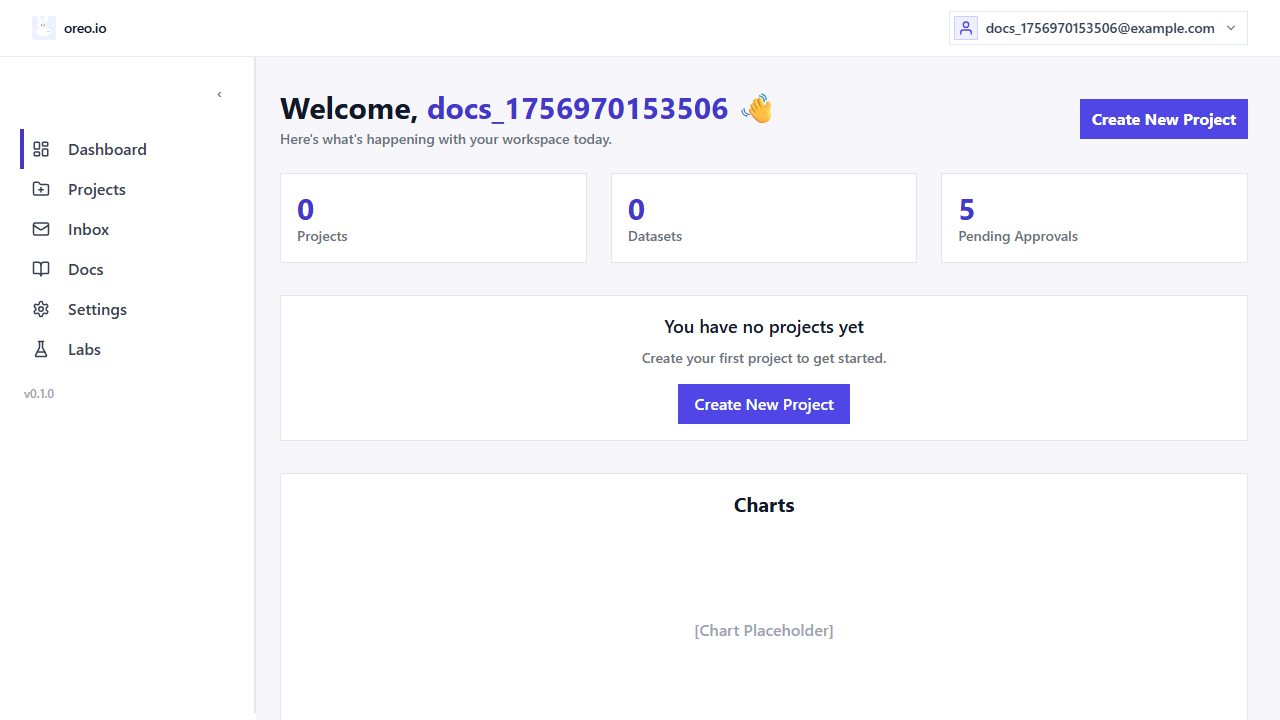 oreo.io
docs_1756970153506@example.com
Dashboard
Projects
Inbox
Docs
Settings
Labs
v0.1.0
Welcome, docs_1756970153506 👋
Here's what's happening with your workspace today.
Create New Project
0
Projects
0
Datasets
5
Pending Approvals
You have no projects yet
Create your first project to get started.
Create New Project
Charts
[Chart Placeholder]